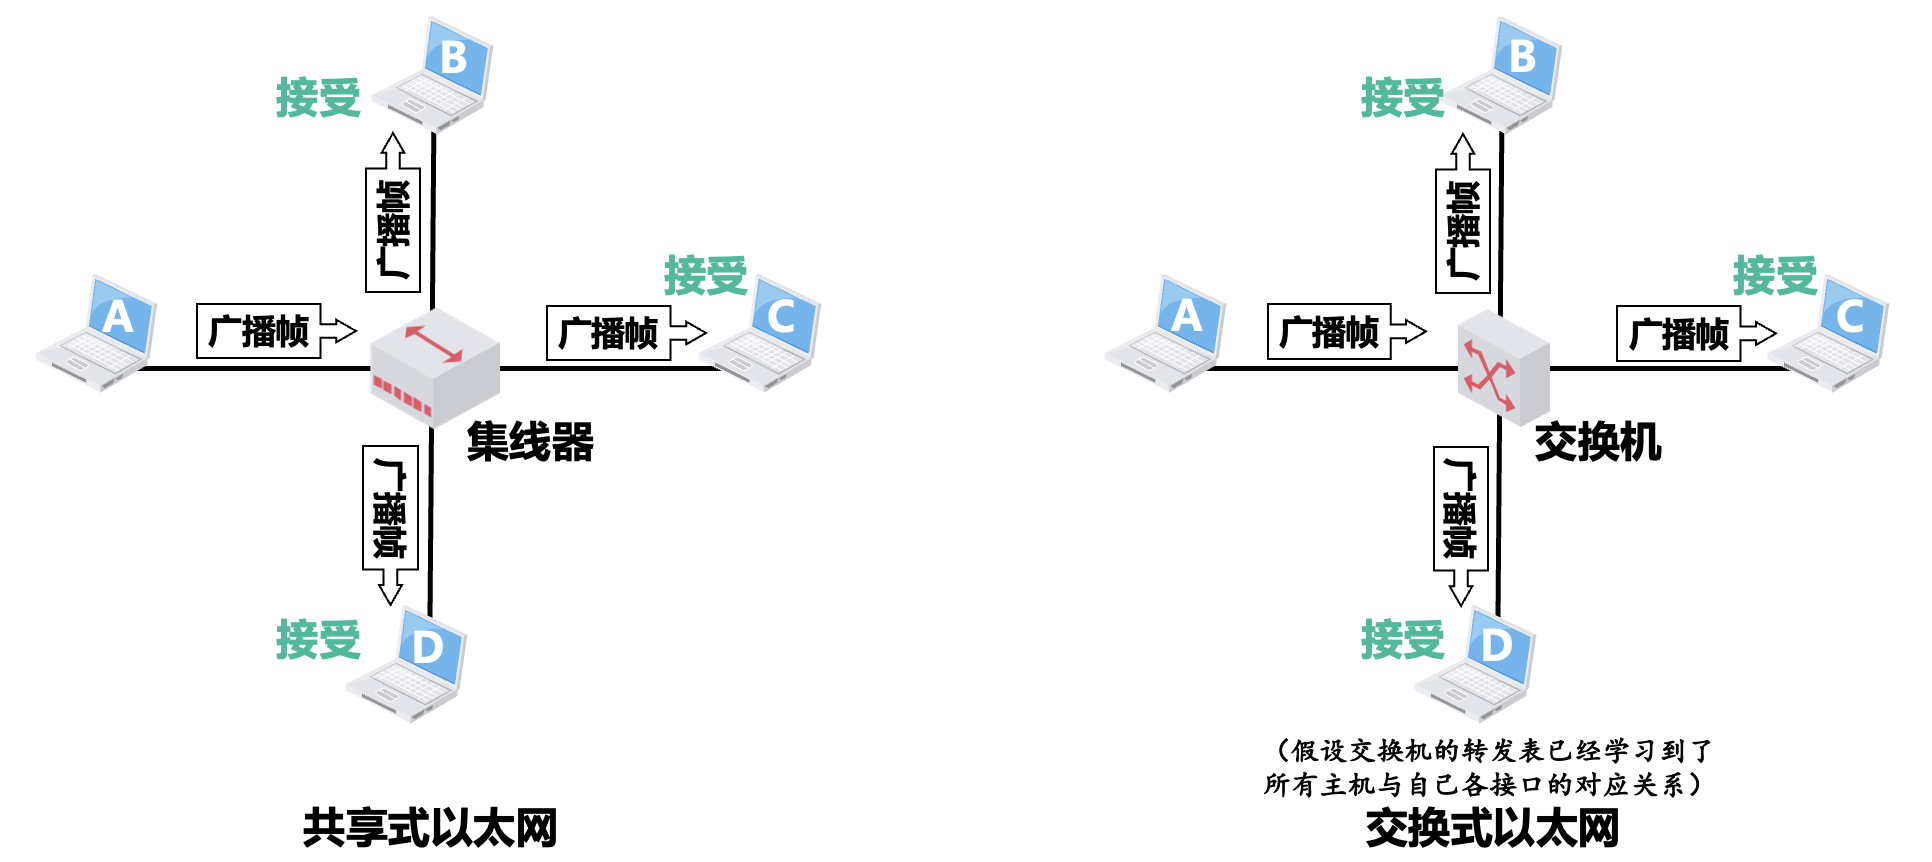 B
接受
广播帧
A
广播帧
广播帧
接受
C
集线器
广播帧
接受
D
共享式以太网
B
接受
广播帧
A
广播帧
广播帧
接受
C
交换机
广播帧
接受
D
（假设交换机的转发表已经学习到了
所有主机与自己各接口的对应关系）
交换式以太网